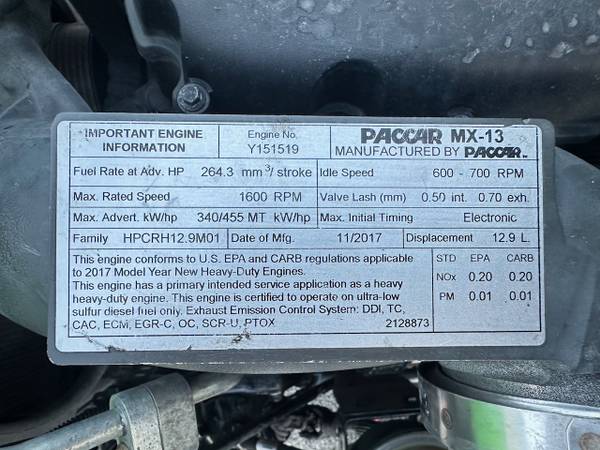 IMPORTANT ENGINE INFORMATION
Engine No. Y151519
PACCAR MX-13
MANUFACTURED BY PACCAR INC
Fuel Rate at Adv. HP 264.3 mm³/ stroke Idle Speed 600 - 700 RPM
Max. Rated Speed 1600 RPM Valve Lash (mm) 0.50 int. 0.70 exh.
Max. Advert. kW/hp 340/455 MT kW/hp Max. Initial Timing Electronic
Family HPCRH12.9M01 Date of Mfg. 11/2017 Displacement 12.9 L.
This engine conforms to U.S. EPA and CARB regulations applicable
to 2017 Model Year New Heavy-Duty Engines.
This engine has a primary intended service application as a heavy
heavy-duty engine. This engine is certified to operate on ultra-low
sulfur diesel fuel only. Exhaust Emission Control System: DDI, TC,
CAC, ECM, EGR-C, OC, SCR-U, PTOX 2128873
STD EPA CARB
NOx 0.20 0.20
PM 0.01 0.01